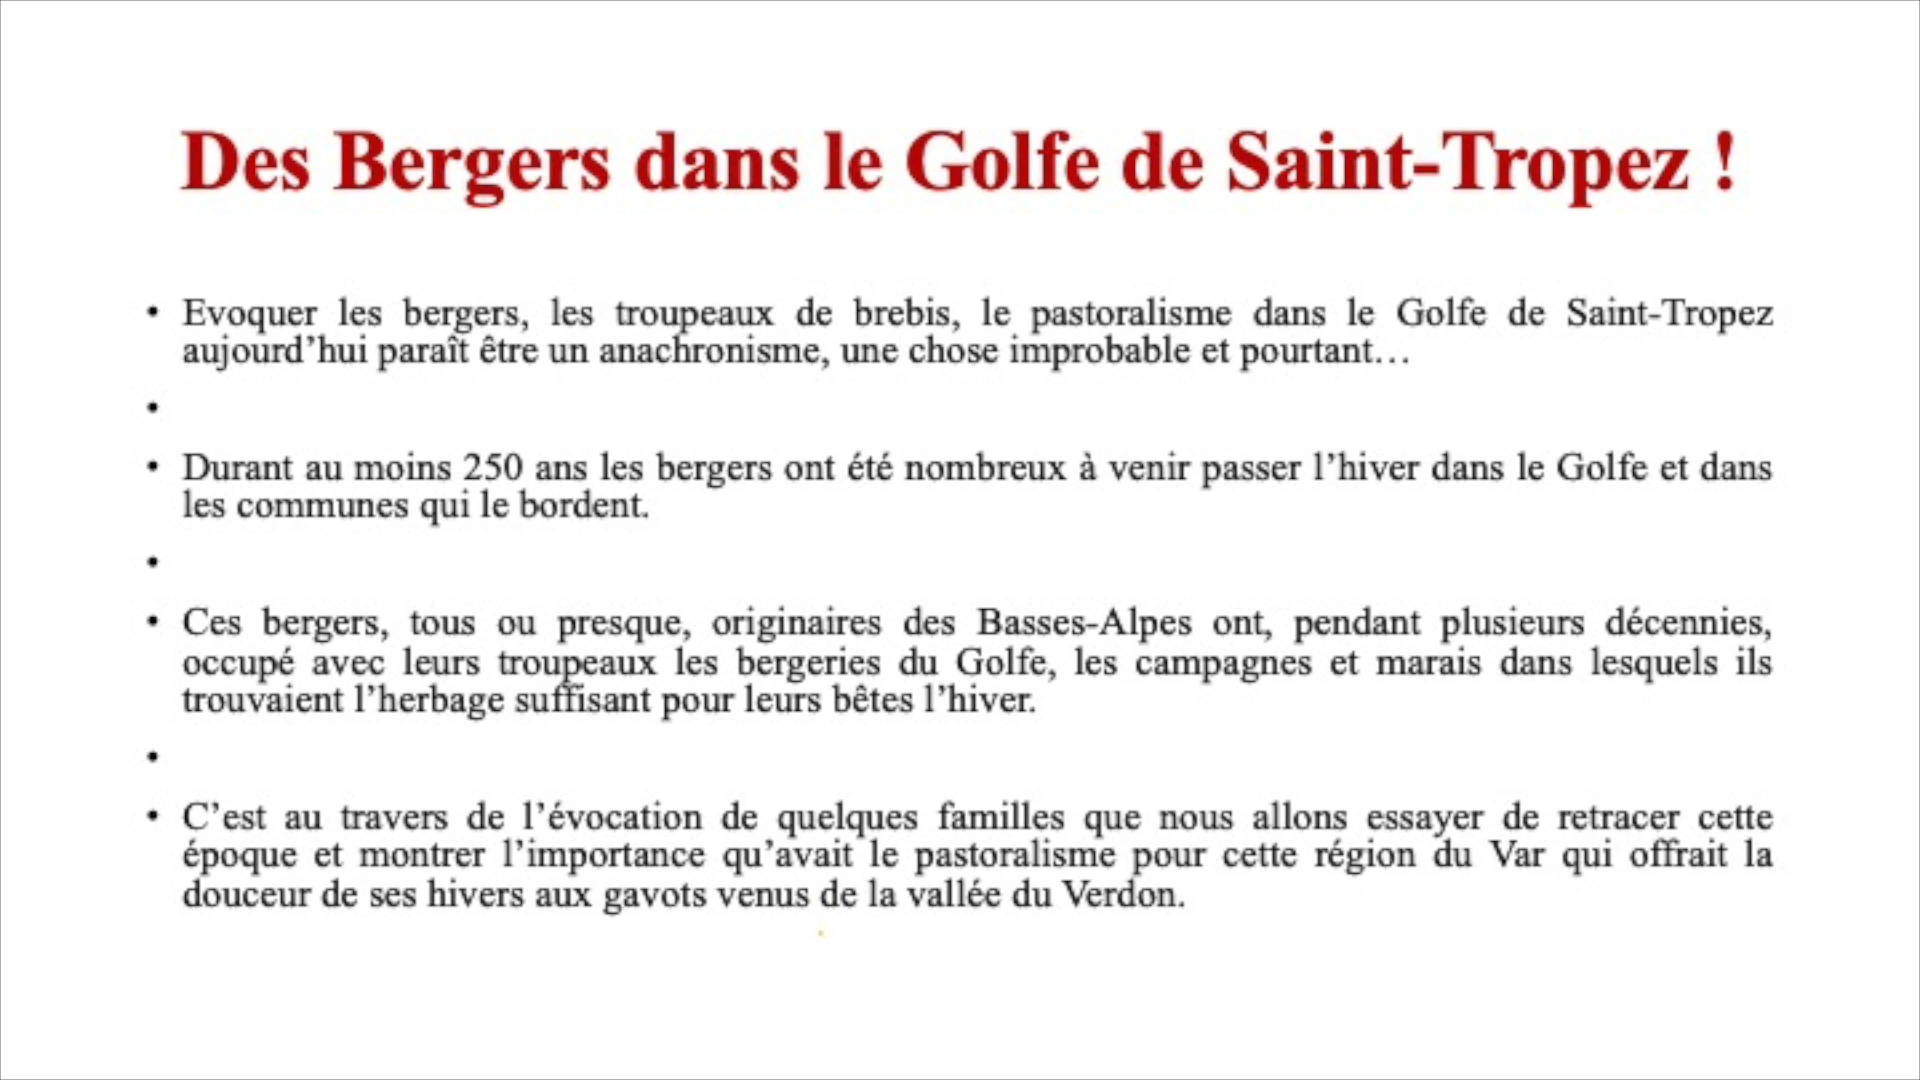 Des Bergers dans le Golfe de Saint-Tropez !
• Evoquer les bergers, les troupeaux de brebis, le pastoralisme dans le Golfe de Saint-Tropez
aujourd’hui paraît être un anachronisme, une chose improbable et pourtant…
•
• Durant au moins 250 ans les bergers ont été nombreux à venir passer l’hiver dans le Golfe et dans
les communes qui le bordent.
•
• Ces bergers, tous ou presque, originaires des Basses-Alpes ont, pendant plusieurs décennies,
occupé avec leurs troupeaux les bergeries du Golfe, les campagnes et marais dans lesquels ils
trouvaient l’herbage suffisant pour leurs bêtes l’hiver.
•
• C’est au travers de l’évocation de quelques familles que nous allons essayer de retracer cette
époque et montrer l’importance qu’avait le pastoralisme pour cette région du Var qui offrait la
douceur de ses hivers aux gavots venus de la vallée du Verdon.